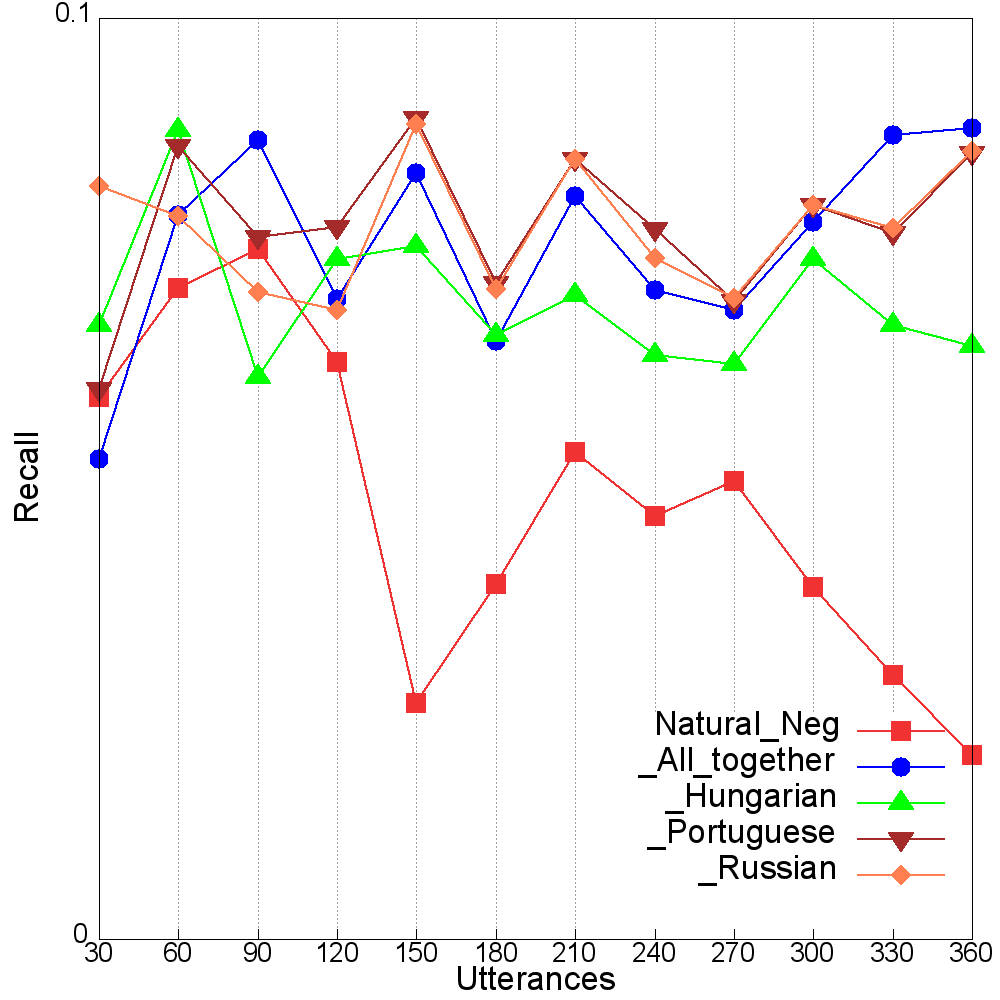 0.1
Recall
Natural_Neg
_All_together
_Hungarian
_Portuguese
_Russian
0
30 60 90 120 150 180 210 240 270 300 330 360
Utterances